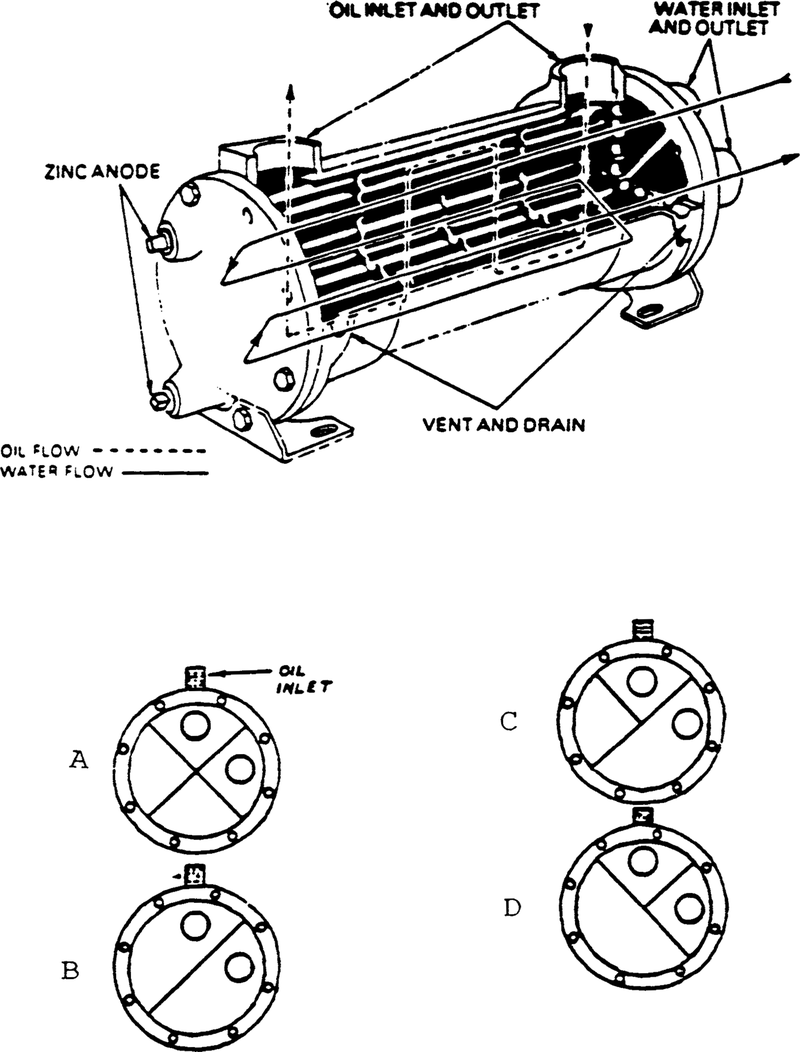 OIL INLET AND OUTLET
WATER INLET
AND OUTLET
ZINC ANODE
VENT AND DRAIN
OIL FLOW
WATER FLOW
OIL
INLET
A
B
C
D